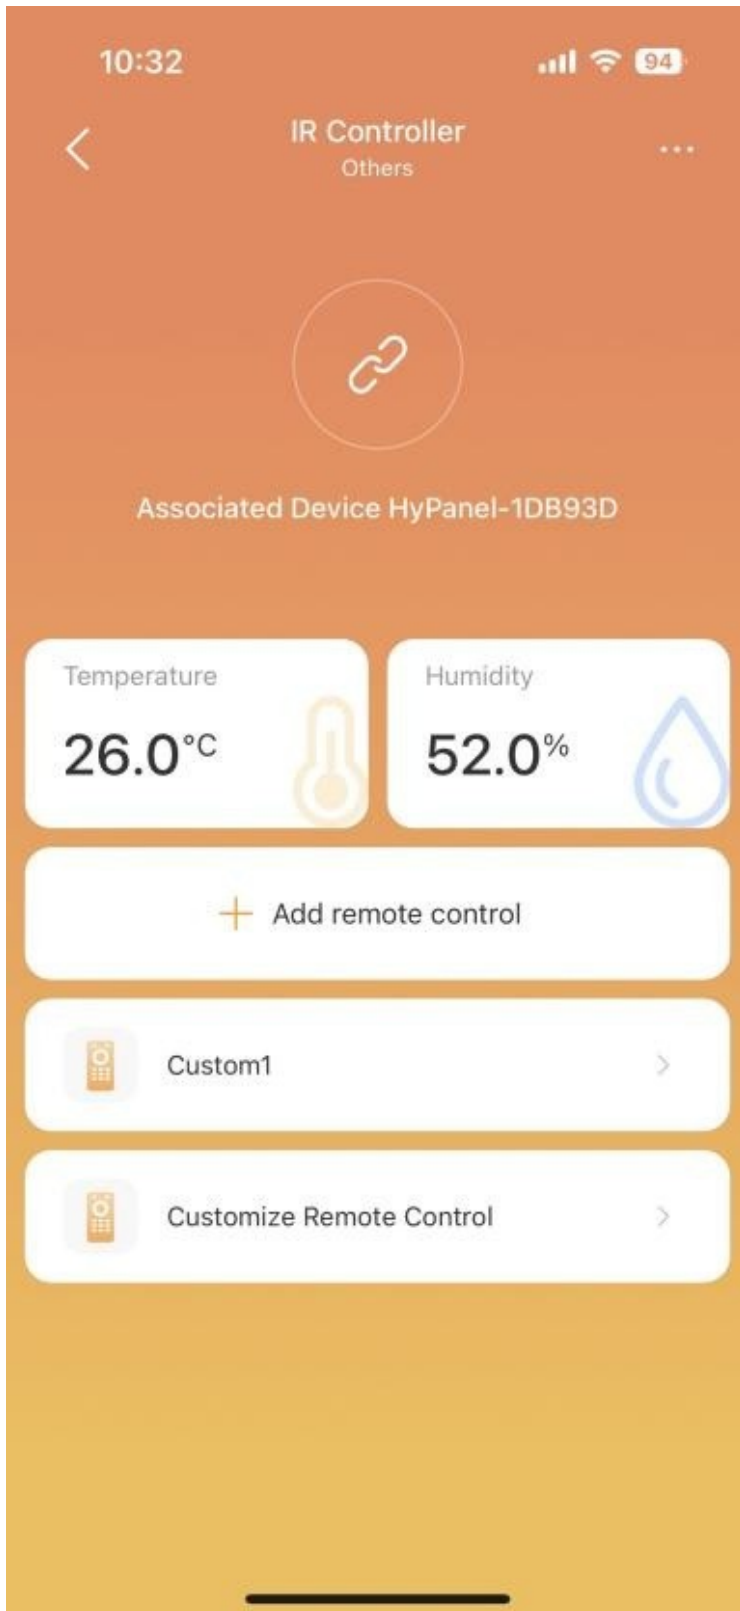 10:32
94
IR Controller
Others
Associated Device HyPanel-1DB93D
Temperature
26.0°C
Humidity
52.0%
Add remote control
Custom1
Customize Remote Control